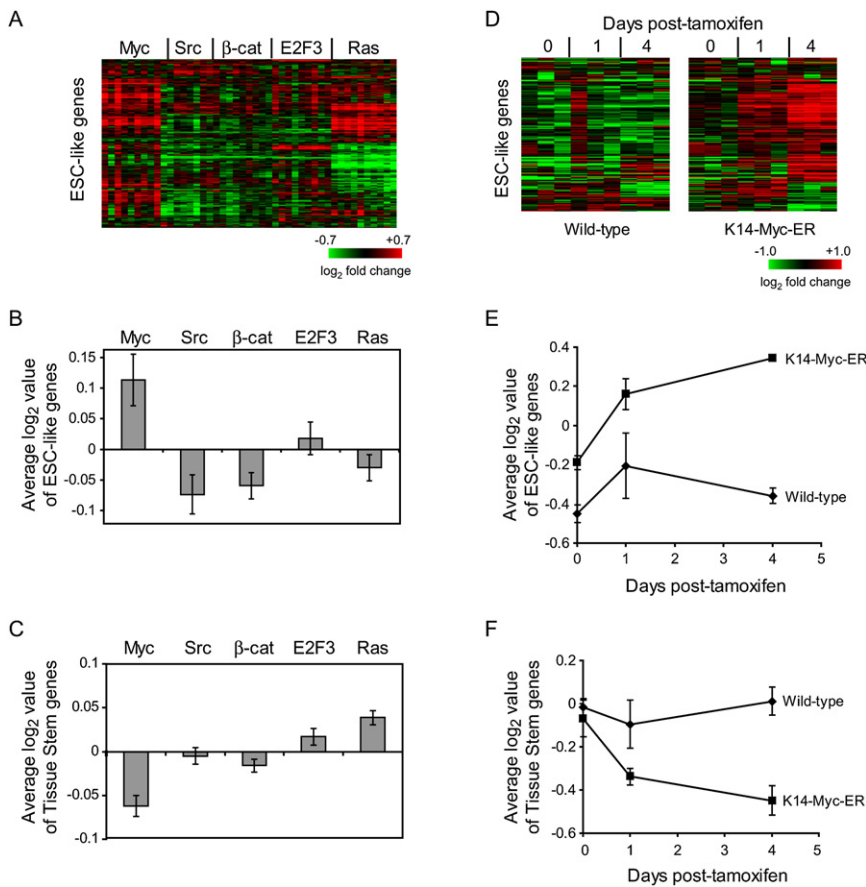 A
Myc Src β-cat E2F3 Ras
ESC-like genes
-0.7 +0.7
log2 fold change
B
Myc Src β-cat E2F3 Ras
Average log2 value
of ESC-like genes
0.15
0.1
0.05
0
-0.05
-0.1
C
Myc Src β-cat E2F3 Ras
Average log2 value
of Tissue Stem genes
0.1
0.05
0
-0.05
-0.1
D
Days post-tamoxifen
0 1 4 0 1 4
ESC-like genes
Wild-type K14-Myc-ER
-1.0 +1.0
log2 fold change
E
Average log2 value
of ESC-like genes
0.4
0.2
0
-0.2
-0.4
-0.6
K14-Myc-ER
Wild-type
0 1 2 3 4 5
Days post-tamoxifen
F
Average log2 value
of Tissue Stem genes
0.2
0
-0.2
-0.4
-0.6
Wild-type
K14-Myc-ER
0 1 2 3 4 5
Days post-tamoxifen